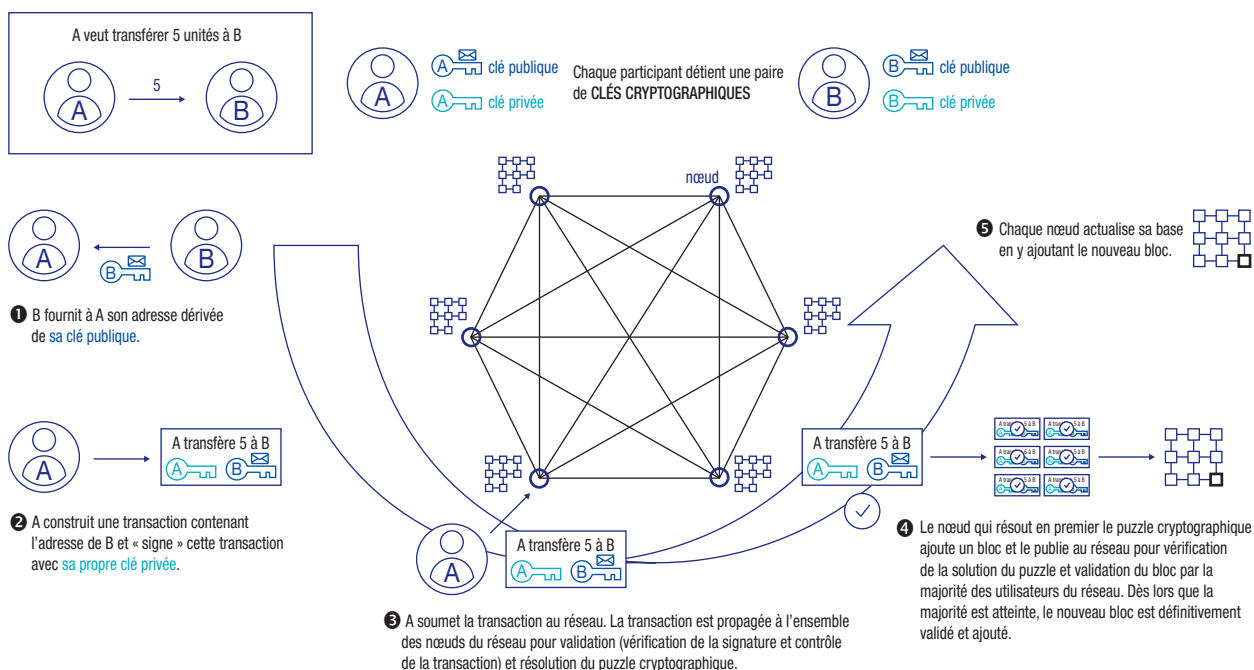 A veut transférer 5 unités à B
A
5
B
A
A
clé publique
A
clé privée
Chaque participant détient une paire
de CLÉS CRYPTOGRAPHIQUES
B
B
clé publique
B
clé privée
nœud
A
B
B
❶ B fournit à A son adresse dérivée
de sa clé publique.
❺ Chaque nœud actualise sa base
en y ajoutant le nouveau bloc.
A
A transfère 5 à B
A
B
❷ A construit une transaction contenant
l'adresse de B et « signe » cette transaction
avec sa propre clé privée.
A
A transfère 5 à B
A
B
❸ A soumet la transaction au réseau. La transaction est propagée à l'ensemble
des nœuds du réseau pour validation (vérification de la signature et contrôle
de la transaction) et résolution du puzzle cryptographique.
A transfère 5 à B
A
B
❹ Le nœud qui résout en premier le puzzle cryptographique
ajoute un bloc et le publie au réseau pour vérification
de la solution du puzzle et validation du bloc par la
majorité des utilisateurs du réseau. Dès lors que la
majorité est atteinte, le nouveau bloc est définitivement
validé et ajouté.